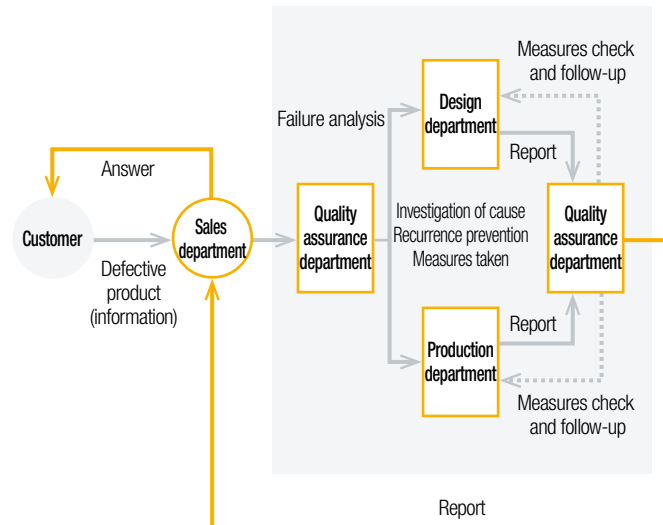 Measures check
and follow-up
Design
department
Failure analysis
Report
Answer
Customer
Sales
department
Quality
assurance
department
Investigation of cause
Recurrence prevention
Measures taken
Quality
assurance
department
Defective
product
(information)
Report
Production
department
Measures check
and follow-up
Report